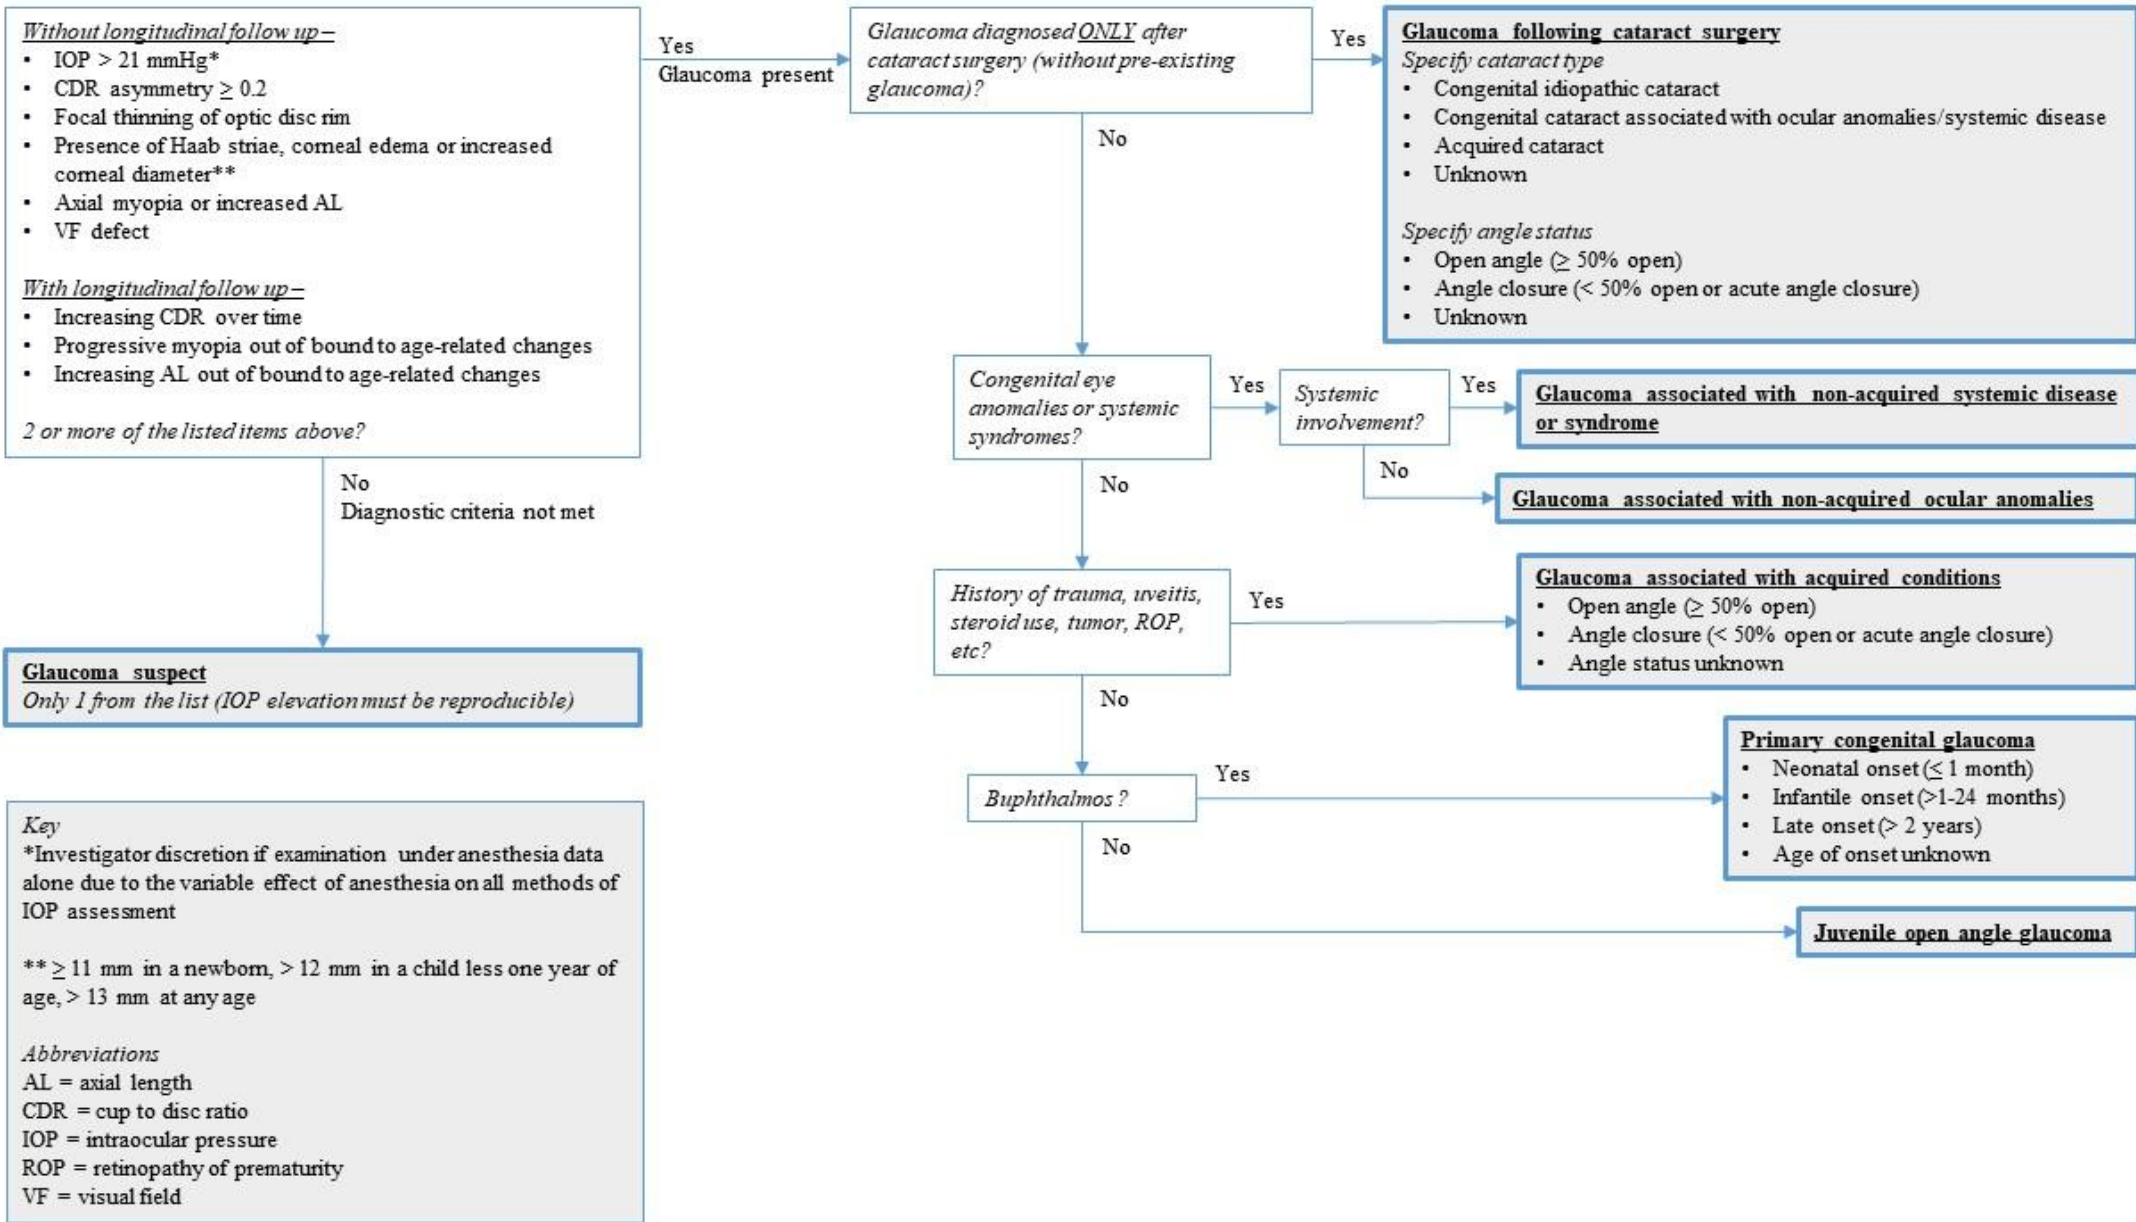 Without longitudinal follow up –
• IOP > 21 mmHg*
• CDR asymmetry ≥ 0.2
• Focal thinning of optic disc rim
• Presence of Haab striae, corneal edema or increased
corneal diameter**
• Axial myopia or increased AL
• VF defect
With longitudinal follow up –
• Increasing CDR over time
• Progressive myopia out of bound to age-related changes
• Increasing AL out of bound to age-related changes
2 or more of the listed items above?
Yes
Glaucoma present
No
Diagnostic criteria not met
Glaucoma suspect
Only 1 from the list (IOP elevation must be reproducible)
Glaucoma diagnosed ONLY after
cataract surgery (without pre-existing
glaucoma)?
Yes
No
Glaucoma following cataract surgery
Specify cataract type
• Congenital idiopathic cataract
• Congenital cataract associated with ocular anomalies/systemic disease
• Acquired cataract
• Unknown
Specify angle status
• Open angle (≥ 50% open)
• Angle closure (< 50% open or acute angle closure)
• Unknown
Congenital eye
anomalies or systemic
syndromes?
Yes
No
Systemic
involvement?
Yes
No
Glaucoma associated with non-acquired systemic disease
or syndrome
Glaucoma associated with non-acquired ocular anomalies
History of trauma, uveitis,
steroid use, tumor, ROP,
etc?
Yes
No
Glaucoma associated with acquired conditions
• Open angle (≥ 50% open)
• Angle closure (< 50% open or acute angle closure)
• Angle status unknown
Buphthalmos ?
Yes
No
Primary congenital glaucoma
• Neonatal onset (≤ 1 month)
• Infantile onset (>1-24 months)
• Late onset (> 2 years)
• Age of onset unknown
Juvenile open angle glaucoma
Key
*Investigator discretion if examination under anesthesia data
alone due to the variable effect of anesthesia on all methods of
IOP assessment
** ≥ 11 mm in a newborn, > 12 mm in a child less one year of
age, > 13 mm at any age
Abbreviations
AL = axial length
CDR = cup to disc ratio
IOP = intraocular pressure
ROP = retinopathy of prematurity
VF = visual field